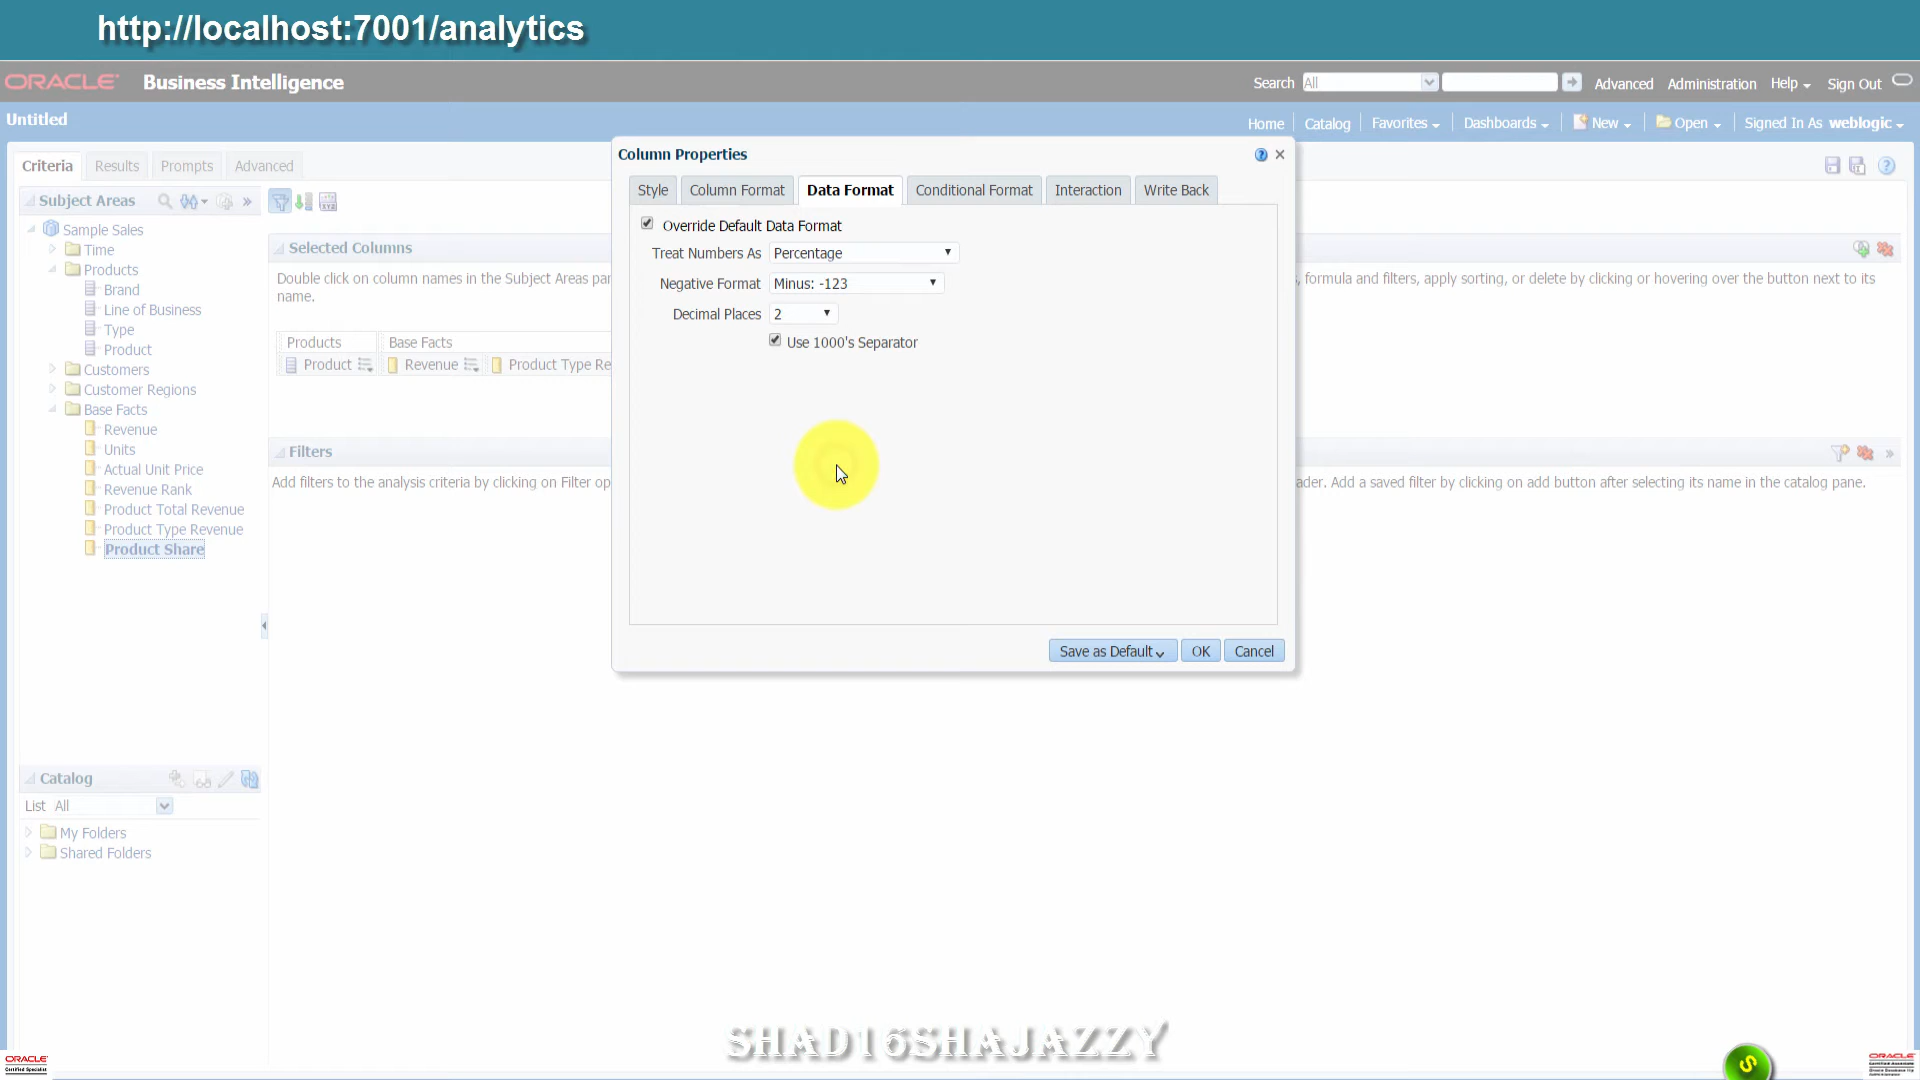 http://localhost:7001/analytics
ORACLE Business Intelligence
Search All Advanced Administration Help Sign Out
Untitled
Home Catalog Favorites Dashboards New Open Signed In As weblogic
Criteria Results Prompts Advanced
Subject Areas
Sample Sales
Time
Products
Brand
Line of Business
Type
Product
Customers
Customer Regions
Base Facts
Revenue
Units
Actual Unit Price
Revenue Rank
Product Total Revenue
Product Type Revenue
Product Share
Catalog
List All
My Folders
Shared Folders
Selected Columns
Double click on column names in the Subject Areas pa
name.
, formula and filters, apply sorting, or delete by clicking or hovering over the button next to its
Products Base Facts
Product Revenue Product Type Re
Filters
Add filters to the analysis criteria by clicking on Filter op
ader. Add a saved filter by clicking on add button after selecting its name in the catalog pane.
Column Properties
Style Column Format Data Format Conditional Format Interaction Write Back
Override Default Data Format
Treat Numbers As Percentage
Negative Format Minus: -123
Decimal Places 2
Use 1000's Separator
Save as Default OK Cancel
SHAD16SHAJAZZY
ORACLE
Certified Specialist
ORACLE